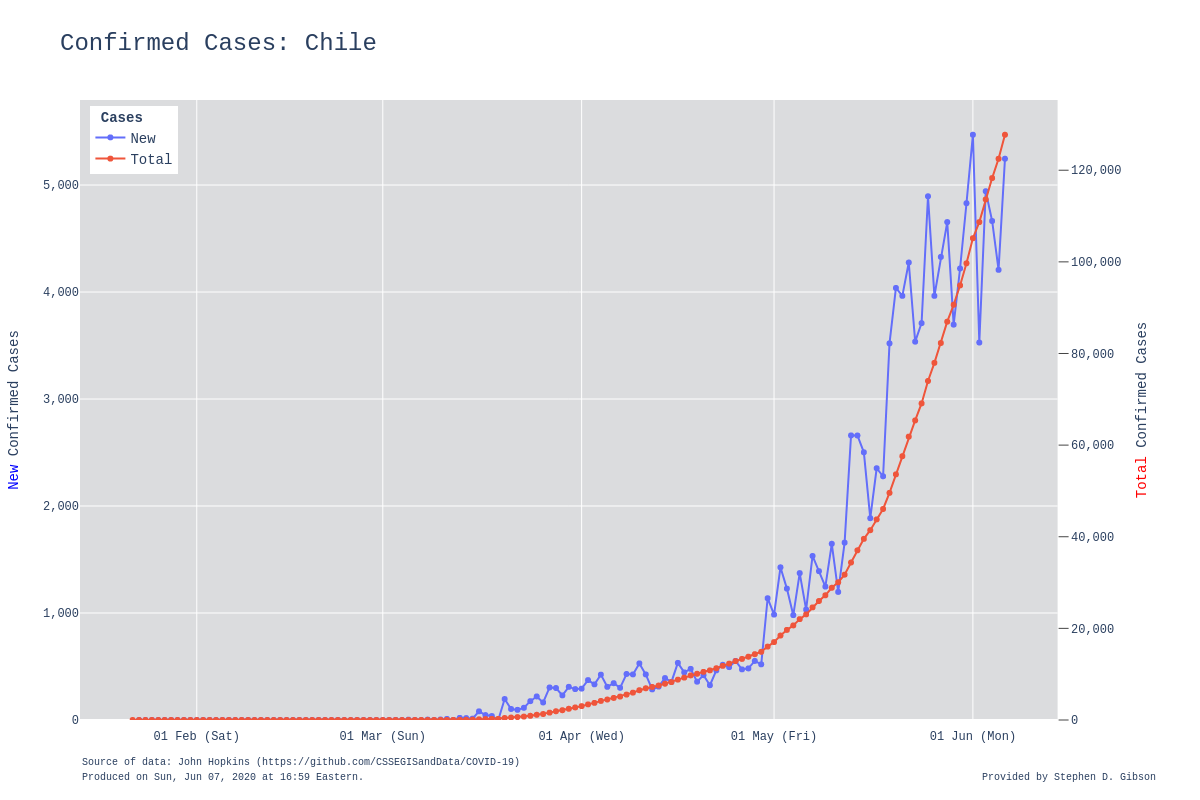 Confirmed Cases: Chile
Cases
New
Total
5,000
4,000
3,000
2,000
1,000
0
New Confirmed Cases
120,000
100,000
80,000
60,000
40,000
20,000
0
Total Confirmed Cases
01 Feb (Sat)
01 Mar (Sun)
01 Apr (Wed)
01 May (Fri)
01 Jun (Mon)
Source of data: John Hopkins (https://github.com/CSSEGISandData/COVID-19)
Produced on Sun, Jun 07, 2020 at 16:59 Eastern.
Provided by Stephen D. Gibson